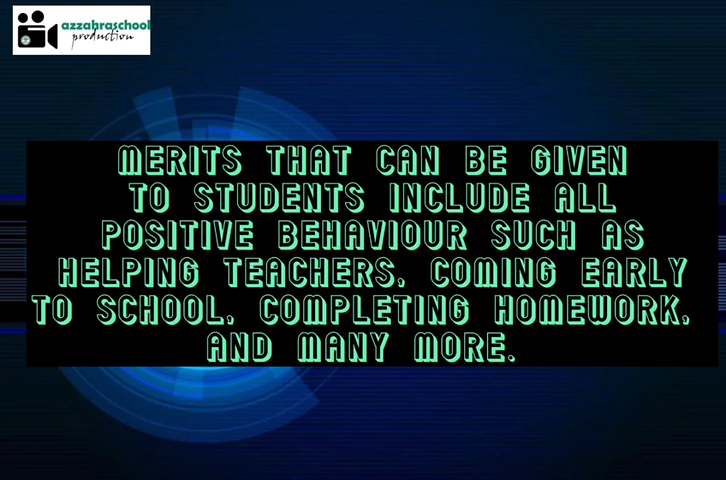 azzahraschool
production
MERITS THAT CAN BE GIVEN
TO STUDENTS INCLUDE ALL
POSITIVE BEHAVIOUR SUCH AS
HELPING TEACHERS, COMING EARLY
TO SCHOOL, COMPLETING HOMEWORK,
AND MANY MORE.